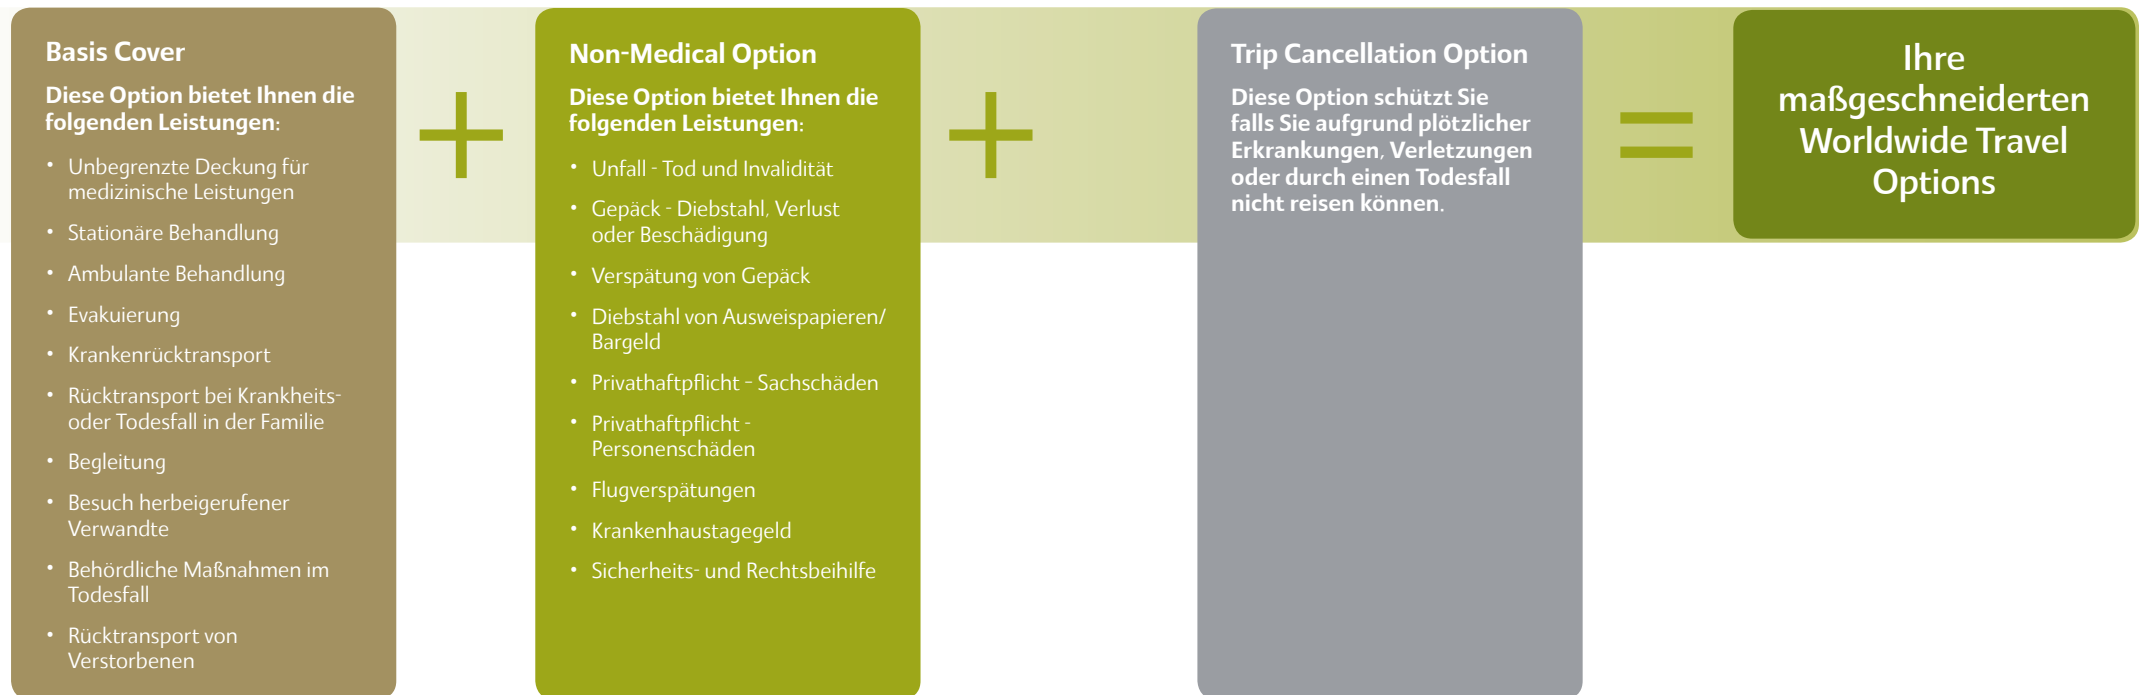 Basis Cover
Diese Option bietet Ihnen die
folgenden Leistungen:
• Unbegrenzte Deckung für
medizinische Leistungen
• Stationäre Behandlung
• Ambulante Behandlung
• Evakuierung
• Krankenrücktransport
• Rücktransport bei Krankheits-
oder Todesfall in der Familie
• Begleitung
• Besuch herbeigerufener
Verwandte
• Behördliche Maßnahmen im
Todesfall
• Rücktransport von
Verstorbenen
+
Non-Medical Option
Diese Option bietet Ihnen die
folgenden Leistungen:
• Unfall - Tod und Invalidität
• Gepäck - Diebstahl, Verlust
oder Beschädigung
• Verspätung von Gepäck
• Diebstahl von Ausweispapieren/
Bargeld
• Privathaftpflicht – Sachschäden
• Privathaftpflicht -
Personenschäden
• Flugverspätungen
• Krankenhaustagegeld
• Sicherheits- und Rechtsbeihilfe
+
Trip Cancellation Option
Diese Option schützt Sie
falls Sie aufgrund plötzlicher
Erkrankungen, Verletzungen
oder durch einen Todesfall
nicht reisen können.
=
Ihre
maßgeschneiderten
Worldwide Travel
Options